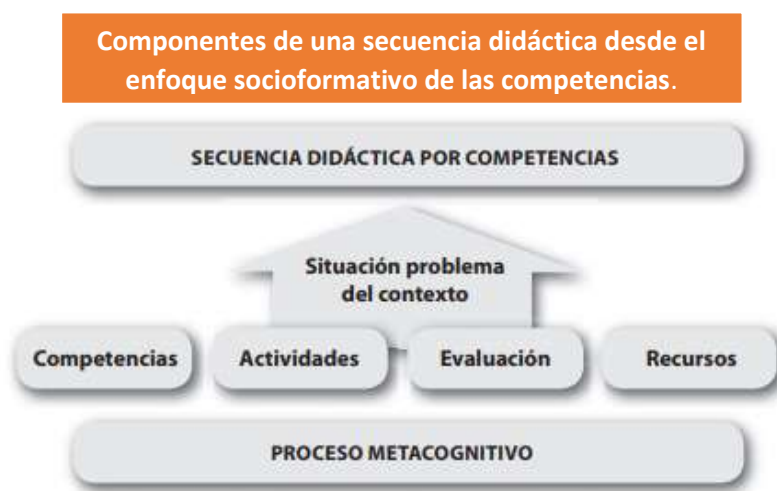 Componentes de una secuencia didáctica desde el
enfoque socioformativo de las competencias.
SECUENCIA DIDÁCTICA POR COMPETENCIAS
Situación problema
del contexto
Competencias
Actividades
Evaluación
Recursos
PROCESO METACOGNITIVO